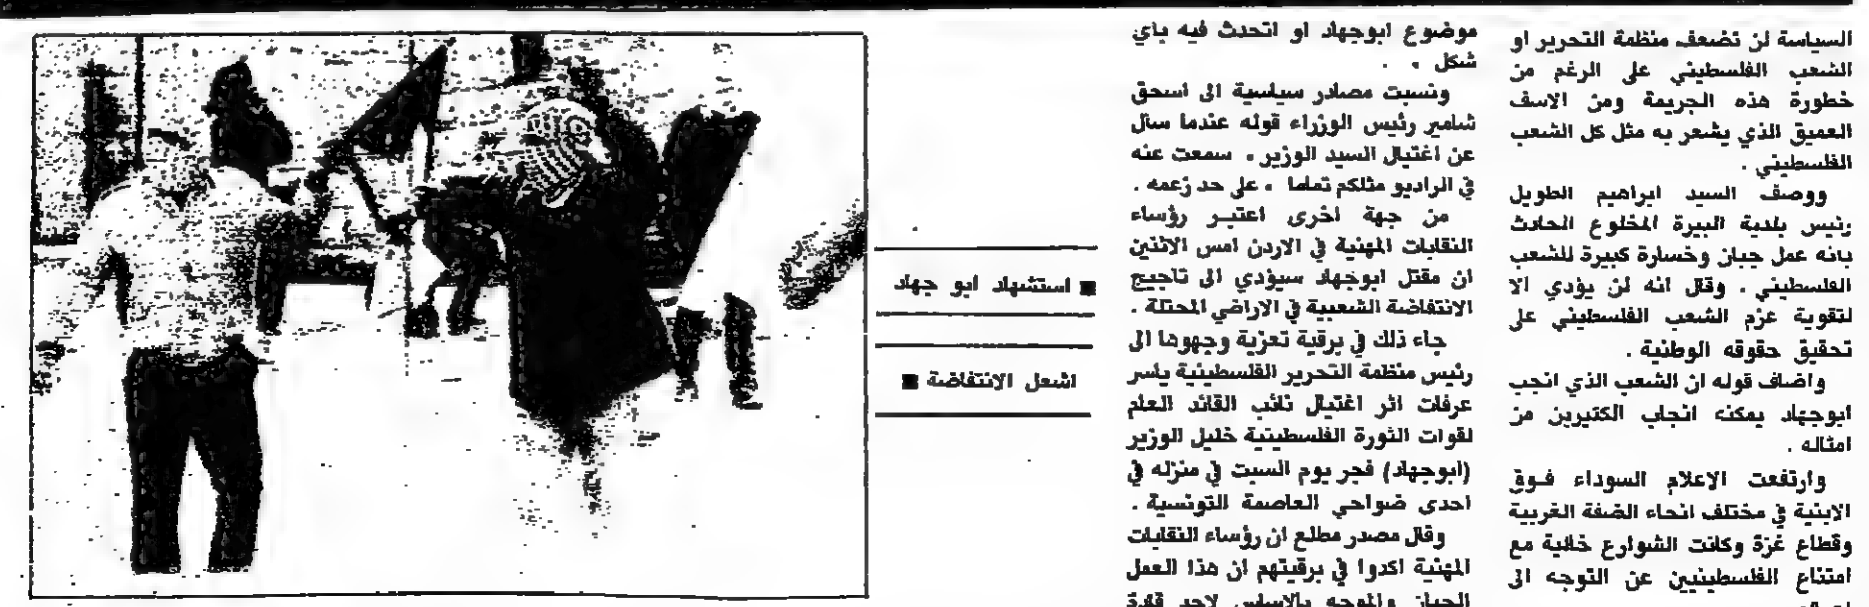 السياسة لن تضعف منظمة التحرير او
الشعب الفلسطيني على الرغم من
خطورة هذه الجريمة ومن الاسف
العميق الذي يشعر به مثل كل الشعب
الفلسطيني .
ووصف السيد ابراهيم الطويل
رئيس بلدية البيرة المخلوع الحادث
بانه عمل جبان وخسارة كبيرة للشعب
الفلسطيني . وقال انه لن يؤدي الا
لتقوية عزم الشعب الفلسطيني على
تحقيق حقوقه الوطنية .
واضاف قوله ان الشعب الذي انجب
ابوجهاد يمكنه انجاب الكثيرين من
امثاله .
وارتفعت الاعلام السوداء فوق
الابنية في مختلف انحاء الضفة الغربية
وقطاع غزة وكانت الشوارع خالية مع
امتناع الفلسطينيين عن التوجه الى
موضوع ابوجهاد او اتحدث فيه باي
شكل » .
ونسبت مصادر سياسية الى اسحق
شامير رئيس الوزراء قوله عندما سئل
عن اغتيال السيد الوزير « سمعت عنه
في الراديو مثلكم تماما » على حد زعمه .
من جهة اخرى اعتبر رؤساء
النقابات المهنية في الاردن امس الاثنين
ان مقتل ابوجهاد سيؤدي الى تاجيج
الانتفاضة الشعبية في الاراضي المحتلة .
جاء ذلك في برقية تعزية وجهوها الى
رئيس منظمة التحرير الفلسطينية ياسر
عرفات اثر اغتيال نائب القائد العام
لقوات الثورة الفلسطينية خليل الوزير
(ابوجهاد) فجر يوم السبت في منزله في
احدى ضواحي العاصمة التونسية .
وقال مصدر مطلع ان رؤساء النقابات
المهنية اكدوا في برقيتهم ان هذا العمل
الجبان والموجه بالاساس لاحد قادة
■ استشهاد ابو جهاد
اشعل الانتفاضة ■